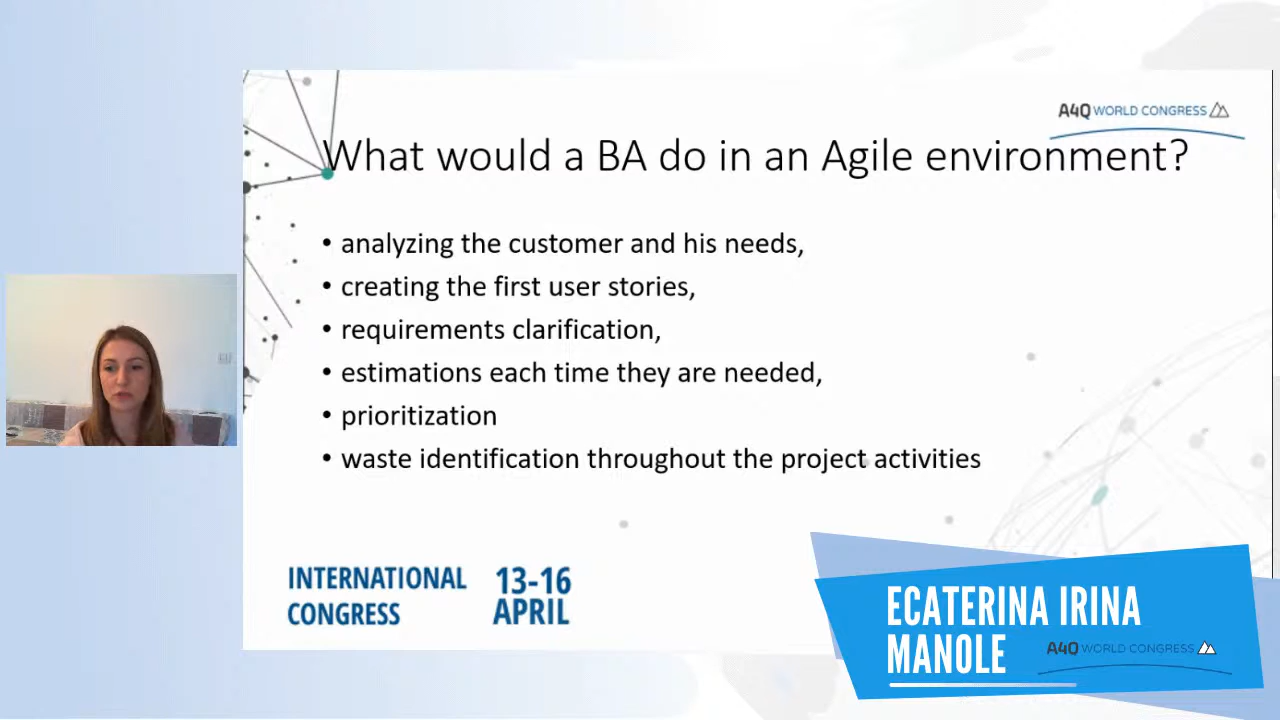 A4Q WORLD CONGRESS
What would a BA do in an Agile environment?
• analyzing the customer and his needs,
• creating the first user stories,
• requirements clarification,
• estimations each time they are needed,
• prioritization
• waste identification throughout the project activities
INTERNATIONAL
CONGRESS
13-16
APRIL
ECATERINA IRINA
MANOLE
A4Q WORLD CONGRESS